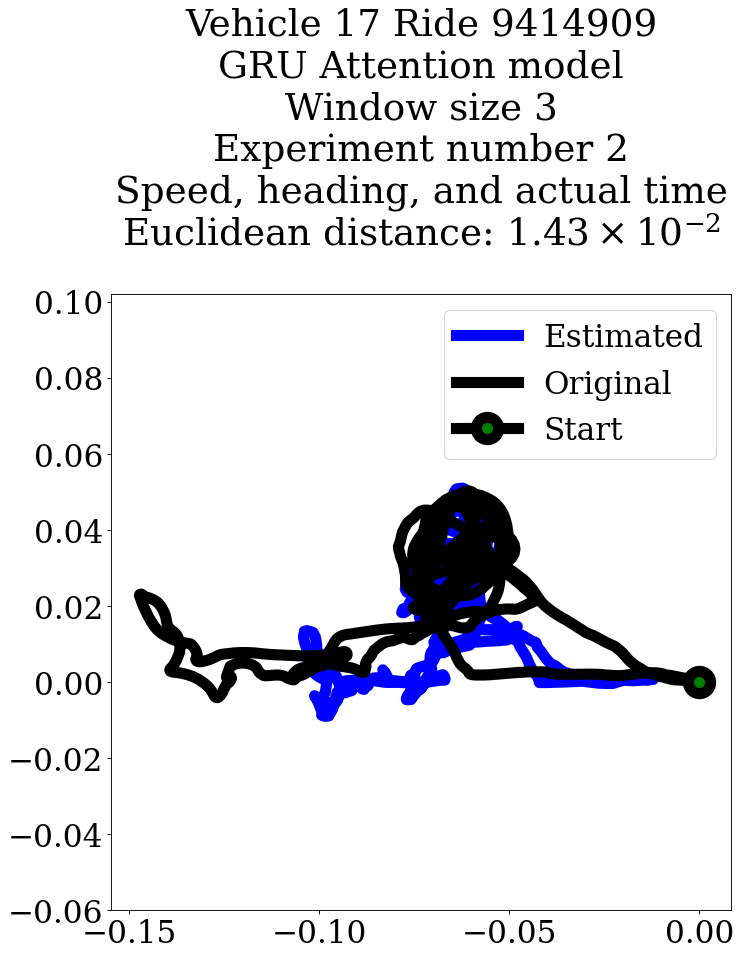 Vehicle 17 Ride 9414909
GRU Attention model
Window size 3
Experiment number 2
Speed, heading, and actual time
Euclidean distance: 1.43 × 10⁻²
0.10
0.08
0.06
0.04
0.02
0.00
−0.02
−0.04
−0.06
Estimated
Original
Start
−0.15
−0.10
−0.05
0.00